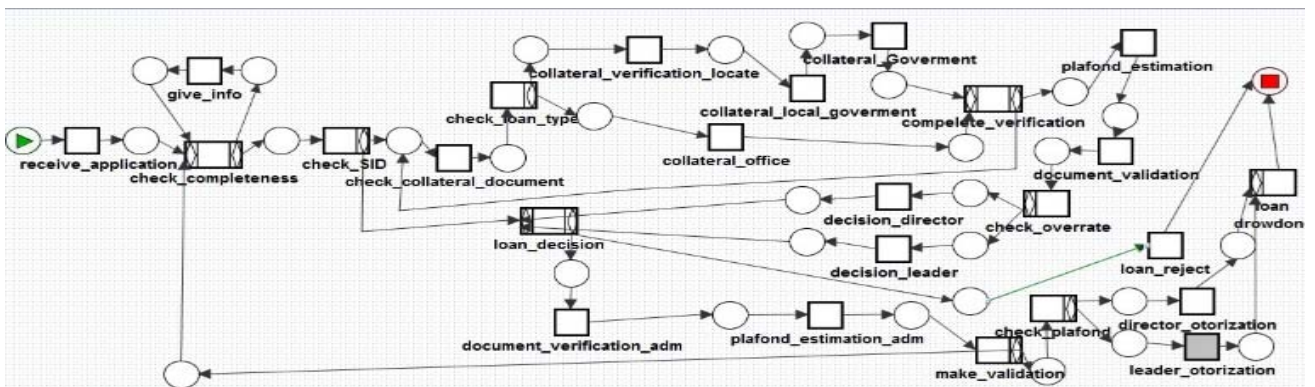 give_info
receive_application
check_completeness
check_SID
check_collateral_document
check_loan_type
collateral_verification_locate
collateral_local_goverment
collateral_Goverment
collateral_office
compelete_verification
plafond_estimation
document_validation
check_overrate
decision_director
decision_leader
loan_decision
loan_reject
loan
drowdon
document_verification_adm
plafond_estimation_adm
make_validation
check_plafond
director_otorization
leader_otorization